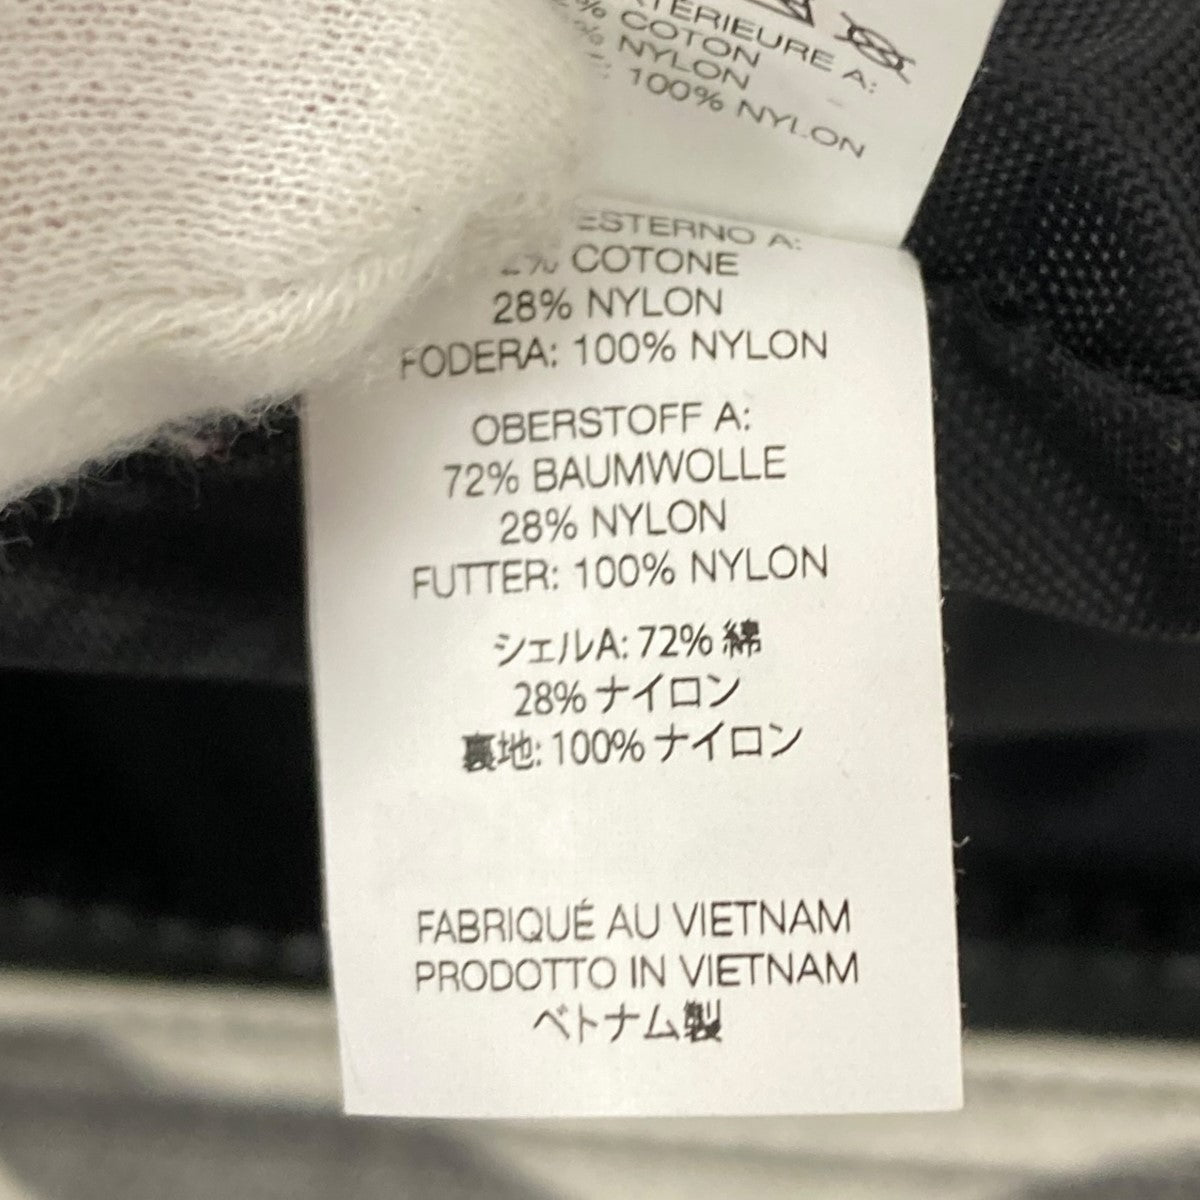 COTON
NYLON
100% NYLON
ESTERNO A:
COTONE
28% NYLON
FODERA: 100% NYLON
OBERSTOFF A:
72% BAUMWOLLE
28% NYLON
FUTTER: 100% NYLON
シェルA: 72% 綿
28% ナイロン
裏地: 100% ナイロン
FABRIQUÉ AU VIETNAM
PRODOTTO IN VIETNAM
ベトナム製